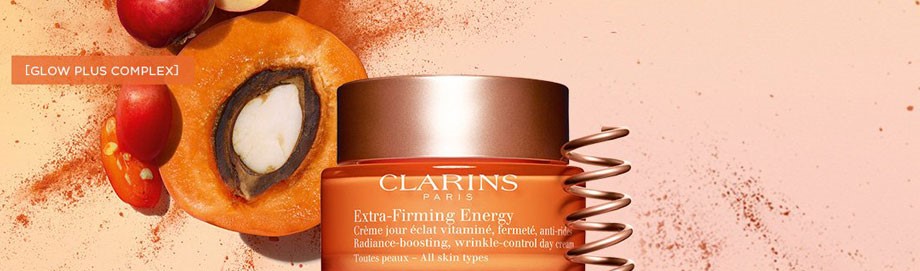 [GLOW PLUS COMPLEX]
CLARINS
PARIS
Extra-Firming Energy
Crème jour éclat vitaminé, fermeté, anti-rides
Radiance-boosting, wrinkle-control day cream
Toutes peaux – All skin types